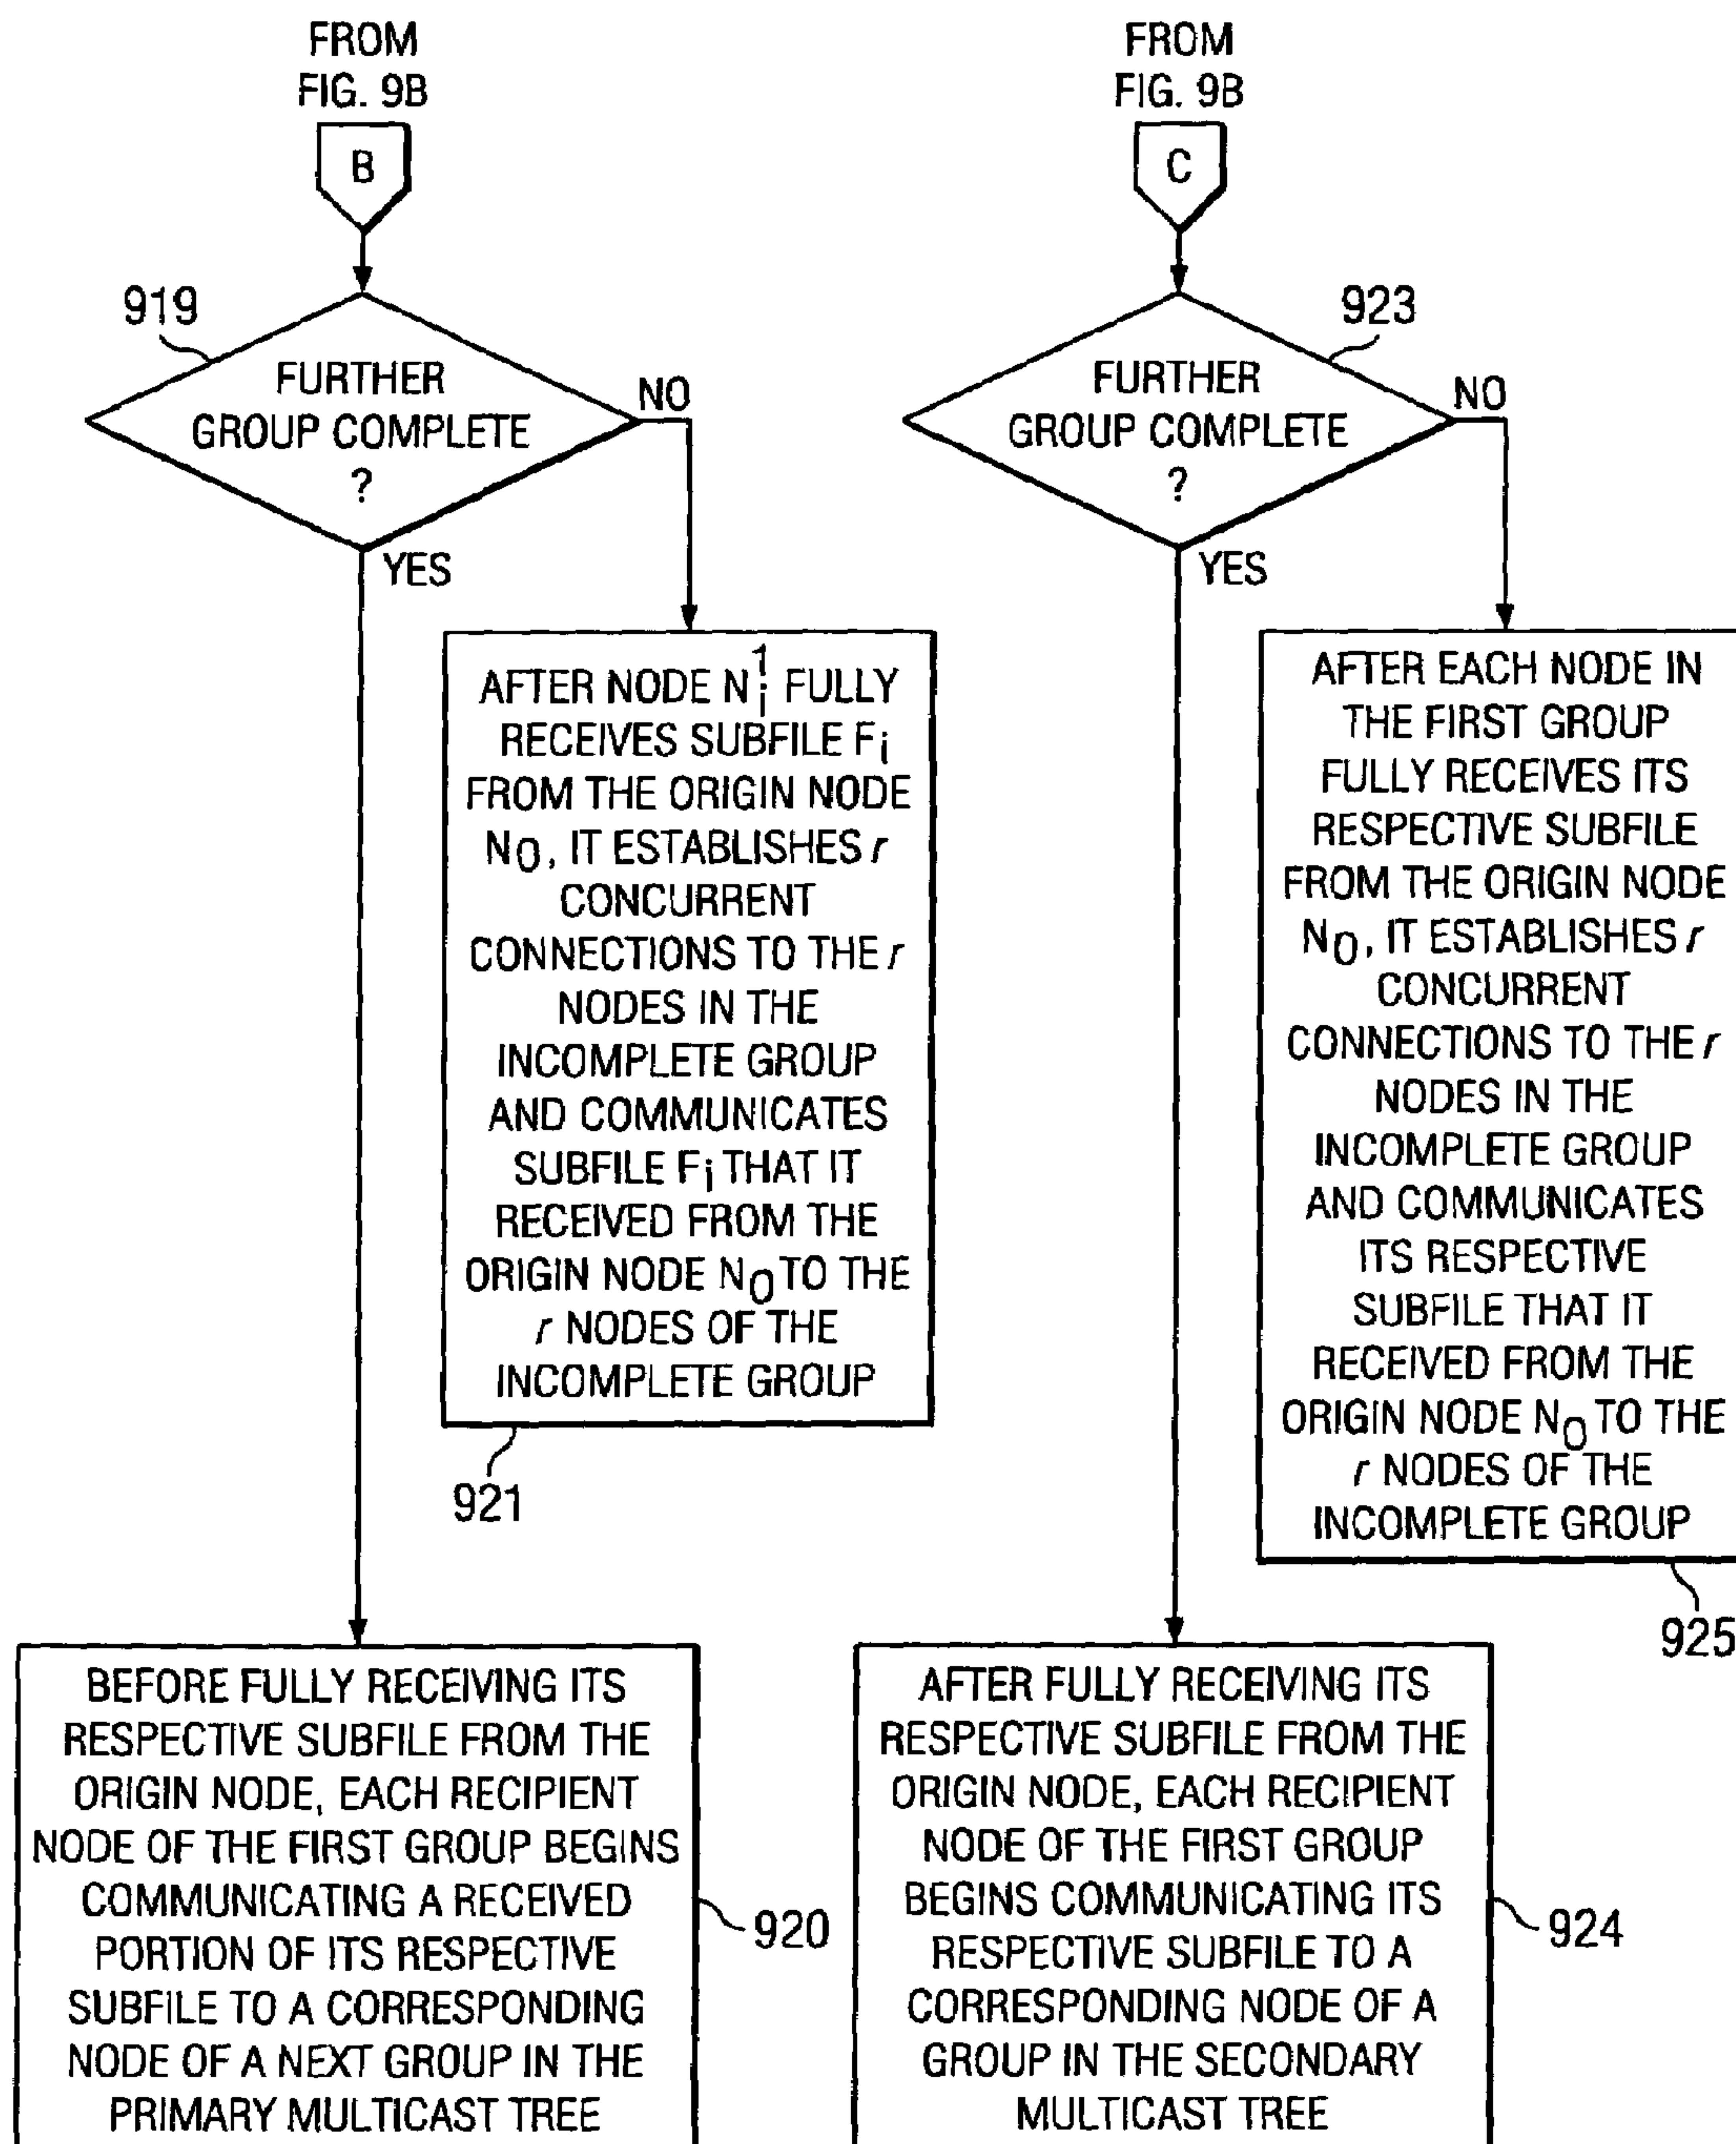 FROM
FIG. 9B
B
919
FURTHER
GROUP COMPLETE
?
NO
YES
AFTER NODE N¹i FULLY
RECEIVES SUBFILE Fi
FROM THE ORIGIN NODE
N0, IT ESTABLISHES r
CONCURRENT
CONNECTIONS TO THE r
NODES IN THE
INCOMPLETE GROUP
AND COMMUNICATES
SUBFILE Fi THAT IT
RECEIVED FROM THE
ORIGIN NODE N0 TO THE
r NODES OF THE
INCOMPLETE GROUP
921
BEFORE FULLY RECEIVING ITS
RESPECTIVE SUBFILE FROM THE
ORIGIN NODE, EACH RECIPIENT
NODE OF THE FIRST GROUP BEGINS
COMMUNICATING A RECEIVED
PORTION OF ITS RESPECTIVE
SUBFILE TO A CORRESPONDING
NODE OF A NEXT GROUP IN THE
PRIMARY MULTICAST TREE
920
FROM
FIG. 9B
C
923
FURTHER
GROUP COMPLETE
?
NO
YES
AFTER EACH NODE IN
THE FIRST GROUP
FULLY RECEIVES ITS
RESPECTIVE SUBFILE
FROM THE ORIGIN NODE
N0, IT ESTABLISHES r
CONCURRENT
CONNECTIONS TO THE r
NODES IN THE
INCOMPLETE GROUP
AND COMMUNICATES
ITS RESPECTIVE
SUBFILE THAT IT
RECEIVED FROM THE
ORIGIN NODE N0 TO THE
r NODES OF THE
INCOMPLETE GROUP
925
AFTER FULLY RECEIVING ITS
RESPECTIVE SUBFILE FROM THE
ORIGIN NODE, EACH RECIPIENT
NODE OF THE FIRST GROUP
BEGINS COMMUNICATING ITS
RESPECTIVE SUBFILE TO A
CORRESPONDING NODE OF A
GROUP IN THE SECONDARY
MULTICAST TREE
924